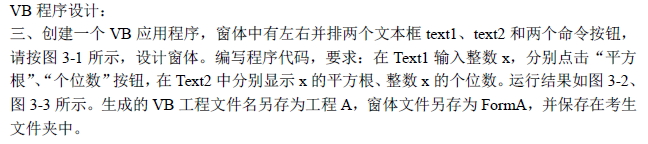 VB 程序设计：
三、创建一个 VB 应用程序，窗体中有左右并排两个文本框 text1、text2 和两个命令按钮，
请按图 3-1 所示，设计窗体。编写程序代码，要求：在 Text1 输入整数 x，分别点击“平方
根”、“个位数”按钮，在 Text2 中分别显示 x 的平方根、整数 x 的个位数。运行结果如图 3-2、
图 3-3 所示。生成的 VB 工程文件名另存为工程 A，窗体文件另存为 FormA，并保存在考生
文件夹中。